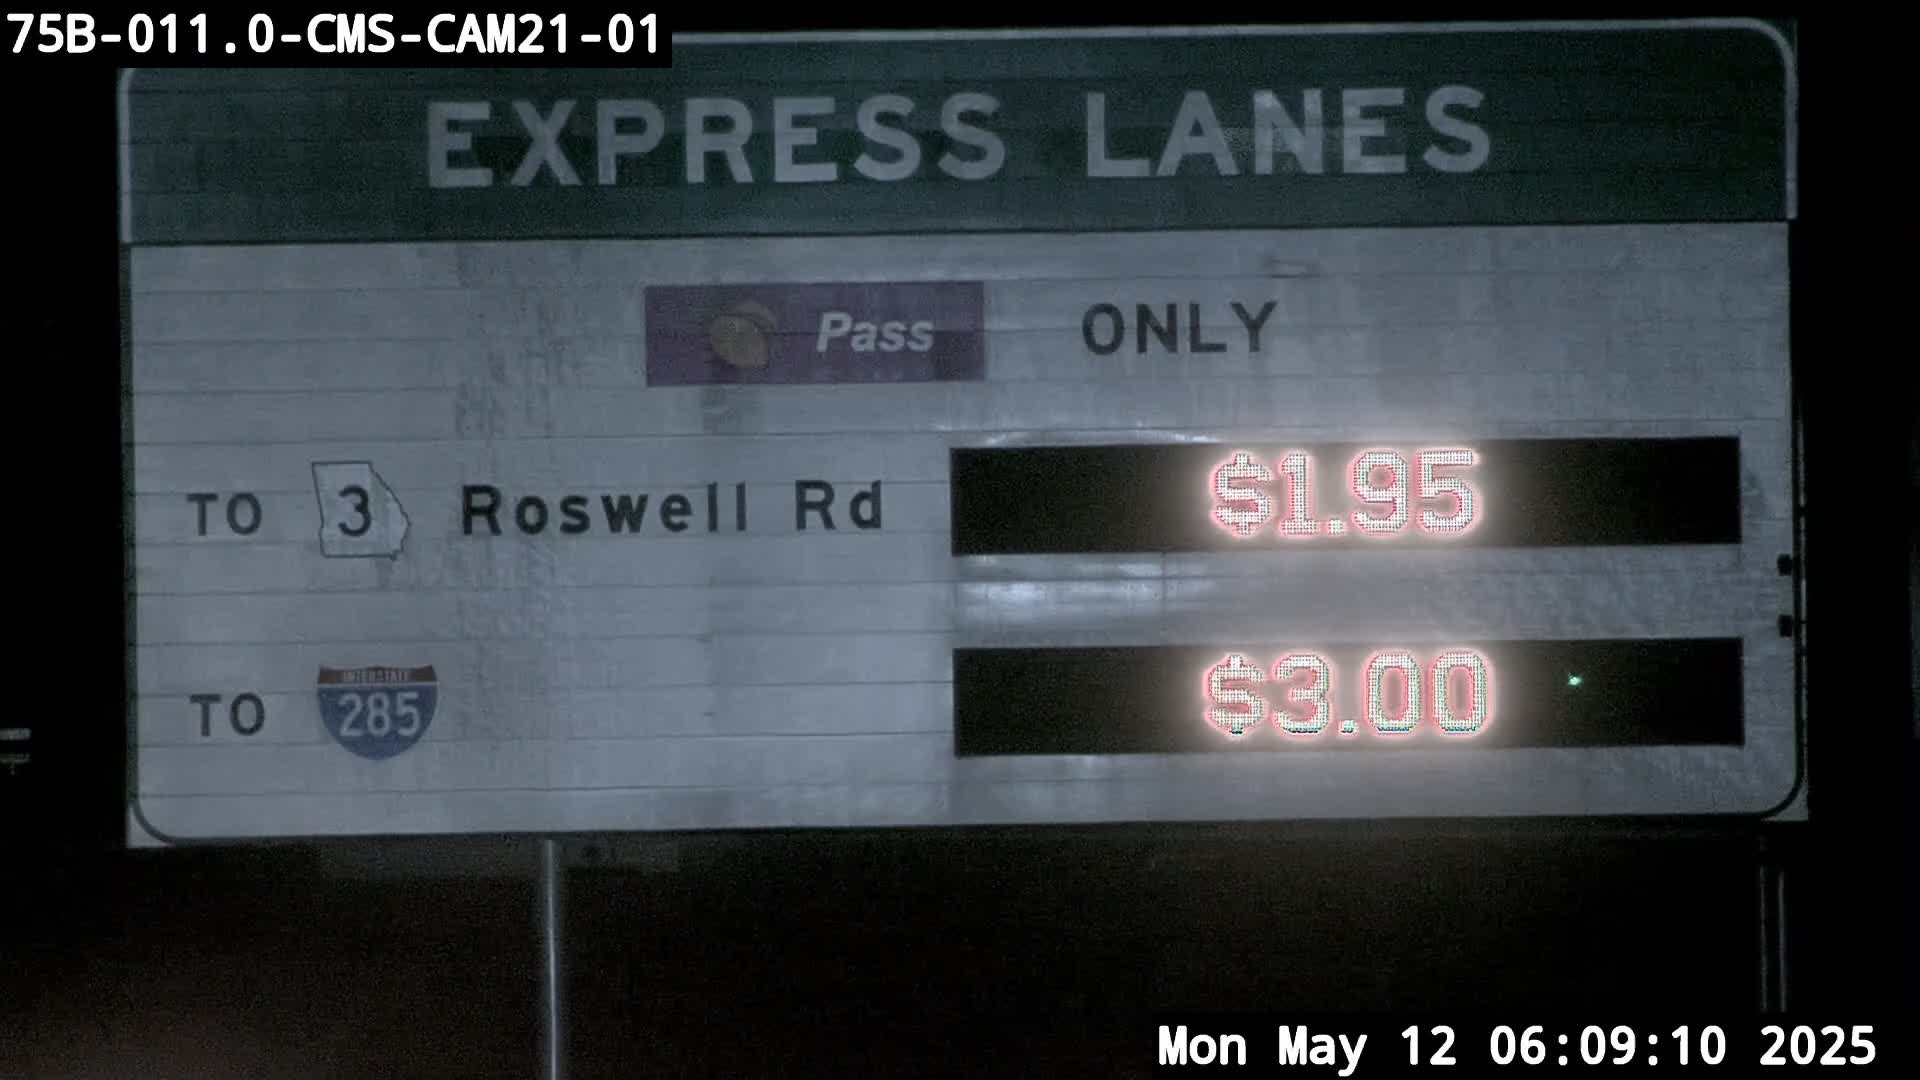 75B-011.0-CMS-CAM21-01
EXPRESS LANES
Pass ONLY
TO 3 Roswell Rd $1.95
INTERSTATE
TO 285 $3.00
Mon May 12 06:09:10 2025